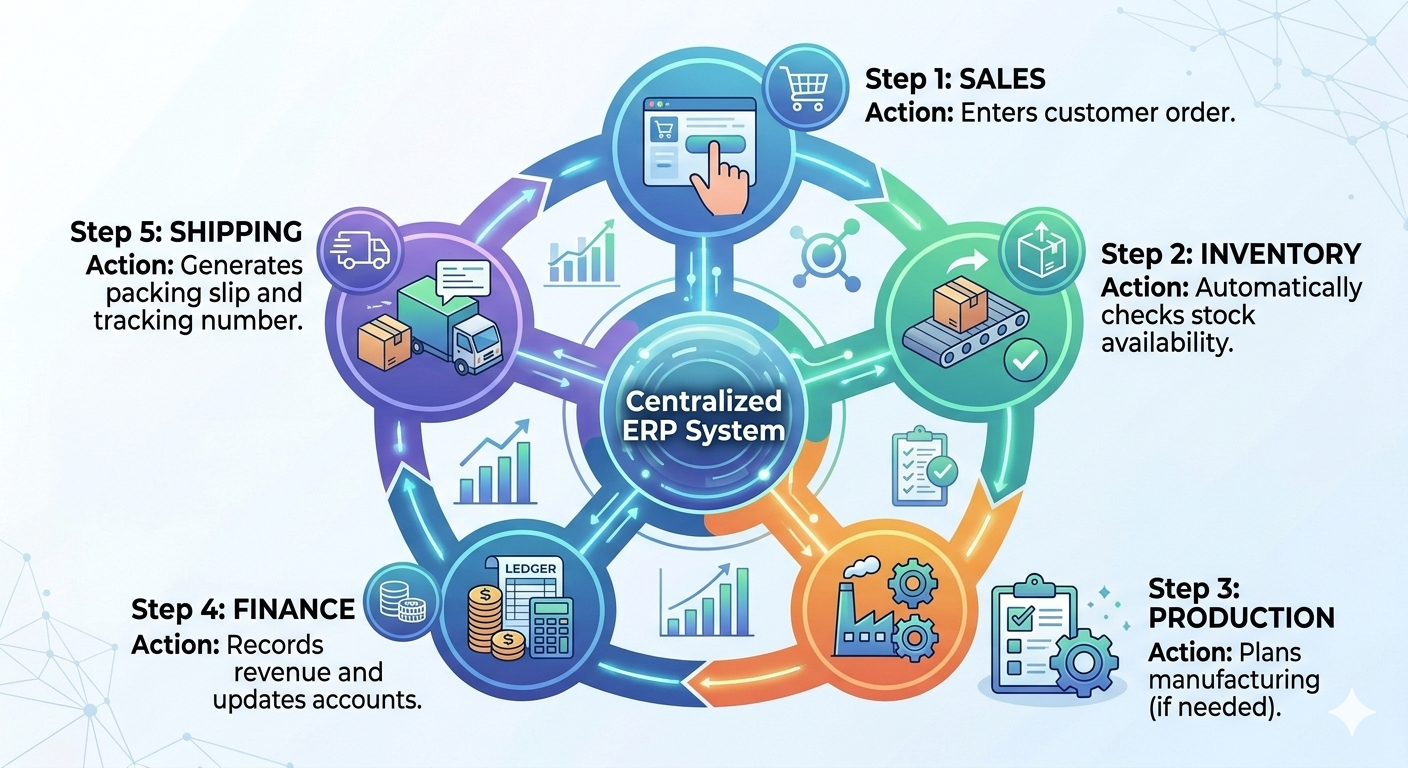 Step 1: SALES
Action: Enters customer order.
Step 2: INVENTORY
Action: Automatically
checks stock
availability.
Step 3:
PRODUCTION
Action: Plans
manufacturing
(if needed).
Step 4: FINANCE
Action: Records
revenue and
updates accounts.
Step 5: SHIPPING
Action: Generates
packing slip and
tracking number.
Centralized
ERP System
LEDGER
$
$
$